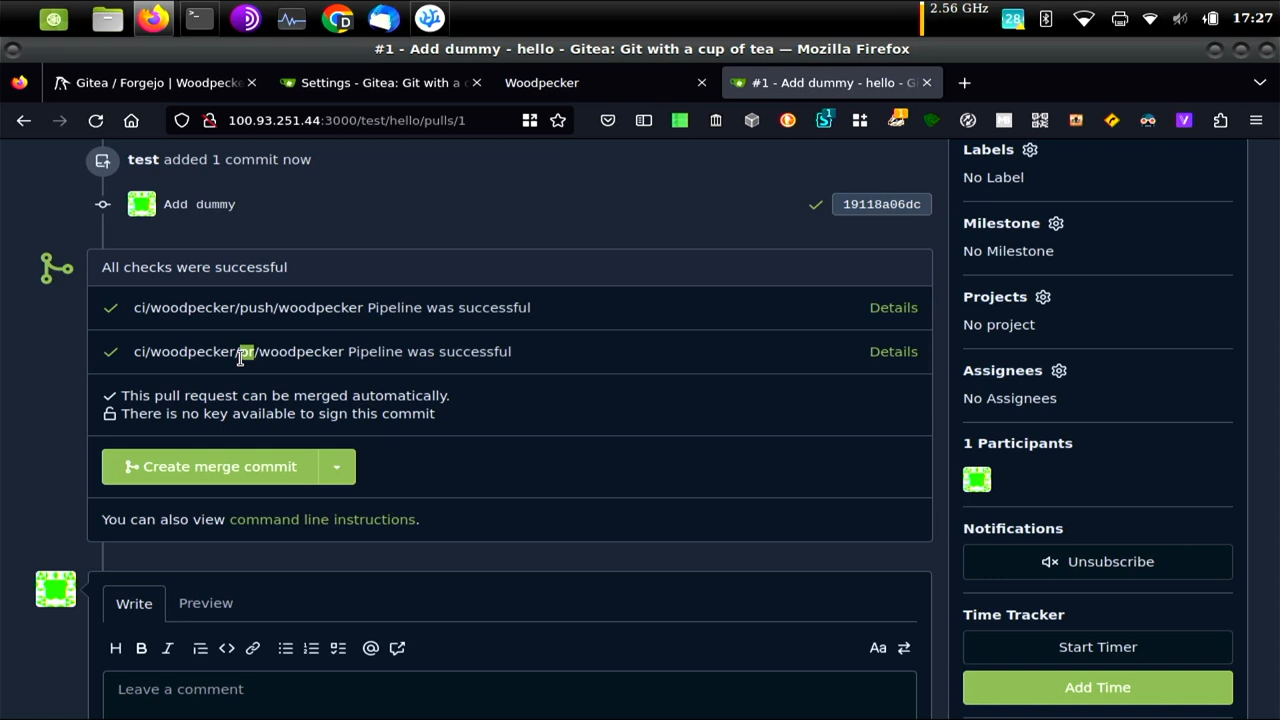 2.56 GHz
28
17:27
#1 - Add dummy - hello - Gitea: Git with a cup of tea — Mozilla Firefox
Gitea / Forgejo | Woodpecke
Settings - Gitea: Git with a c
Woodpecker
#1 - Add dummy - hello - G
100.93.251.44:3000/test/hello/pulls/1
test added 1 commit now
Add dummy
19118a06dc
All checks were successful
ci/woodpecker/push/woodpecker Pipeline was successful
Details
ci/woodpecker/pr/woodpecker Pipeline was successful
Details
This pull request can be merged automatically.
There is no key available to sign this commit
Create merge commit
You can also view command line instructions.
Write
Preview
H B I
@
Aa
Leave a comment
Labels
No Label
Milestone
No Milestone
Projects
No project
Assignees
No Assignees
1 Participants
Notifications
Unsubscribe
Time Tracker
Start Timer
Add Time